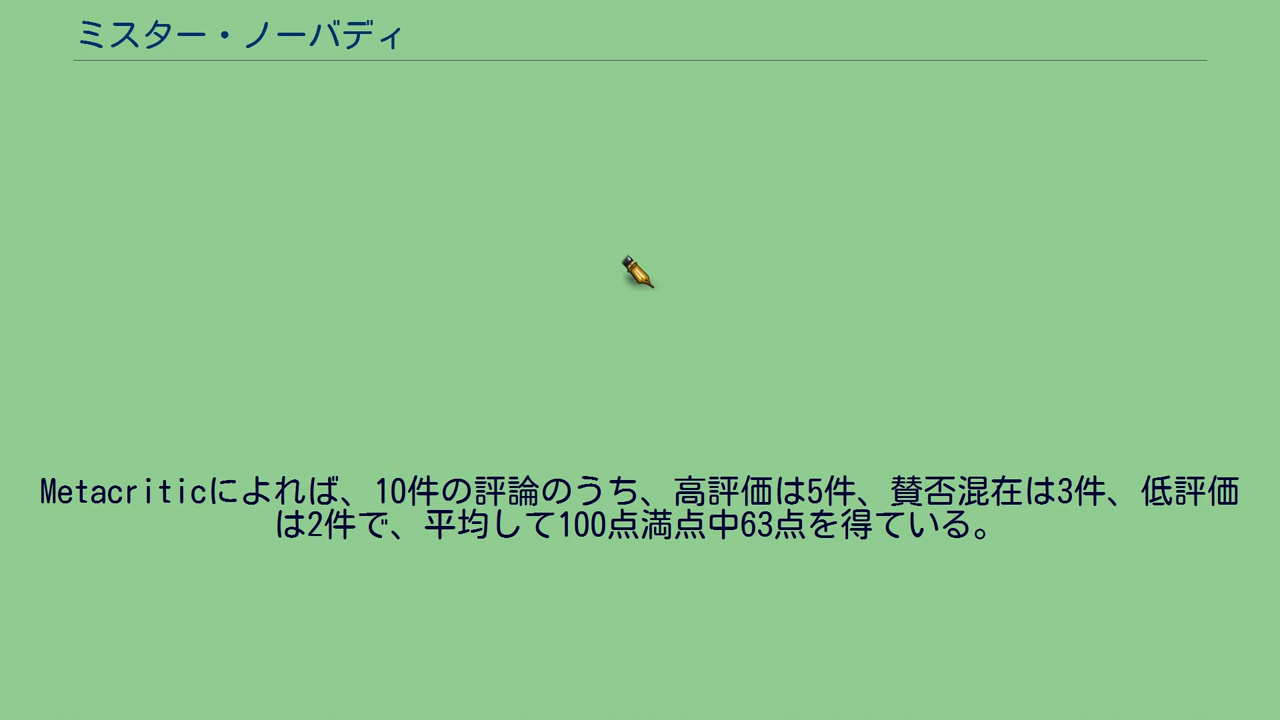 ミスター・ノーバディ
Metacriticによれば、10件の評論のうち、高評価は5件、賛否混在は3件、低評価
は2件で、平均して100点満点中63点を得ている。